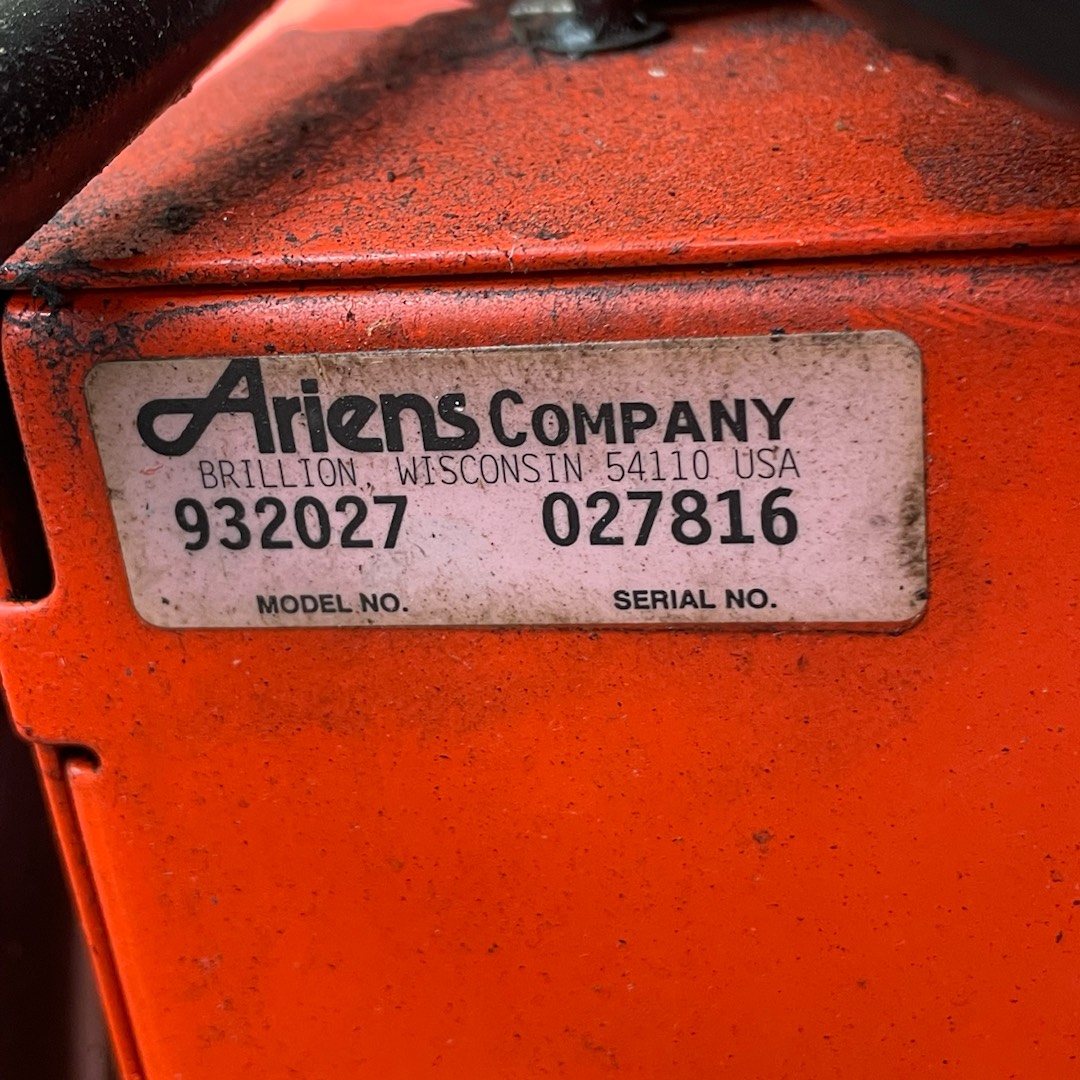 Ariens COMPANY
BRILLION, WISCONSIN 54110 USA
932027 027816
MODEL NO. SERIAL NO.